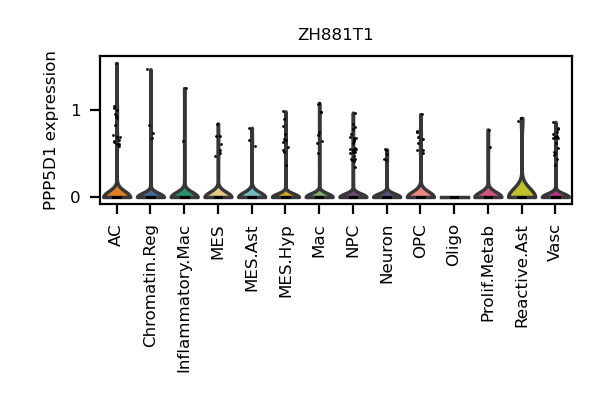 ZH881T1
PPP5D1 expression
1
0
AC
Chromatin.Reg
Inflammatory.Mac
MES
MES.Ast
MES.Hyp
Mac
NPC
Neuron
OPC
Oligo
Prolif.Metab
Reactive.Ast
Vasc